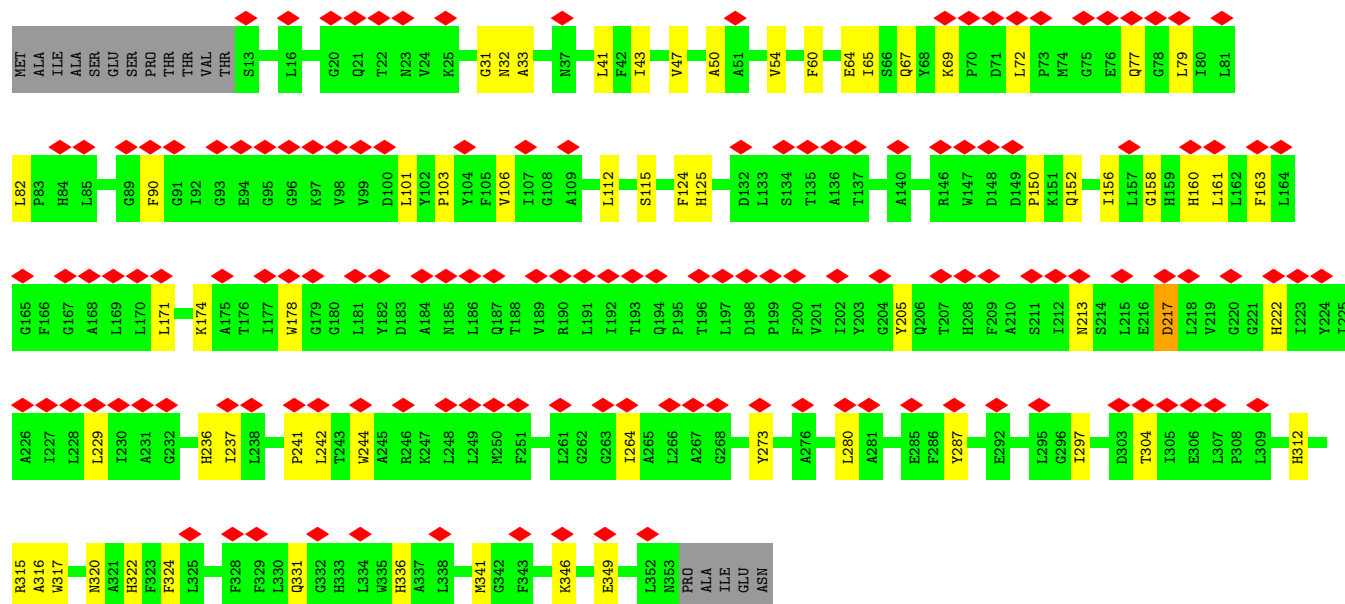 MET ALA ILE ALA SER GLU SER PRO THR THR VAL THR S13 L16 G20 Q21 T22 N23 V24 K25 G31 N32 A33 N37 L41 F42 I43 V47 A50 A51 V54 F60 E64 I65 S66 Q67 Y68 K69 P70 D71 L72 P73 M74 G75 E76 Q77 G78 L79 I80 L81
L82 P83 H84 L85 G89 F90 G91 I92 G93 E94 G95 G96 K97 V98 V99 D100 L101 Y102 P103 Y104 F105 V106 I107 G108 A109 L112 S115 F124 H125 D132 L133 S134 T135 A136 T137 A140 R146 W147 D148 D149 P150 K151 Q152 I156 L157 G158 H159 H160 L161 L162 F163 L164
G165 F166 G167 A168 L169 L170 L171 K174 A175 T176 I177 W178 G179 G180 L181 Y182 D183 A184 N185 L186 Q187 T188 V189 R190 L191 I192 T193 Q194 P195 T196 L197 D198 P199 F200 V201 I202 Y203 G204 Y205 Q206 T207 H208 F209 A210 S211 I212 N213 S214 L215 E216 D217 L218 V219 G220 G221 H222 I223 Y224 I225
A226 I227 L228 L229 I230 A231 G232 H236 I237 L238 P241 L242 T243 W244 A245 R246 K247 L248 L249 M250 F251 L261 G262 G263 I264 A265 L266 A267 G268 Y273 A276 L280 A281 E285 F286 Y287 E292 L295 G296 I297 D303 T304 I305 E306 L307 P308 L309 H312
R315 A316 W317 N320 A321 H322 F323 F324 L325 F328 F329 L330 Q331 G332 H333 L334 W335 H336 A337 L338 M341 G342 F343 K346 E349 L352 N353 PRO ALA ILE GLU ASN